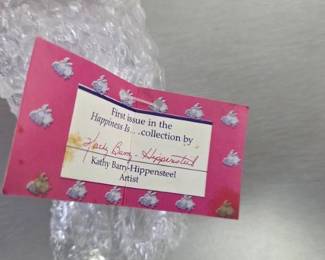 First issue in the
Happiness Is... collection by
Kathy Barry-Hippensteel
Kathy Barry-Hippensteel
Artist